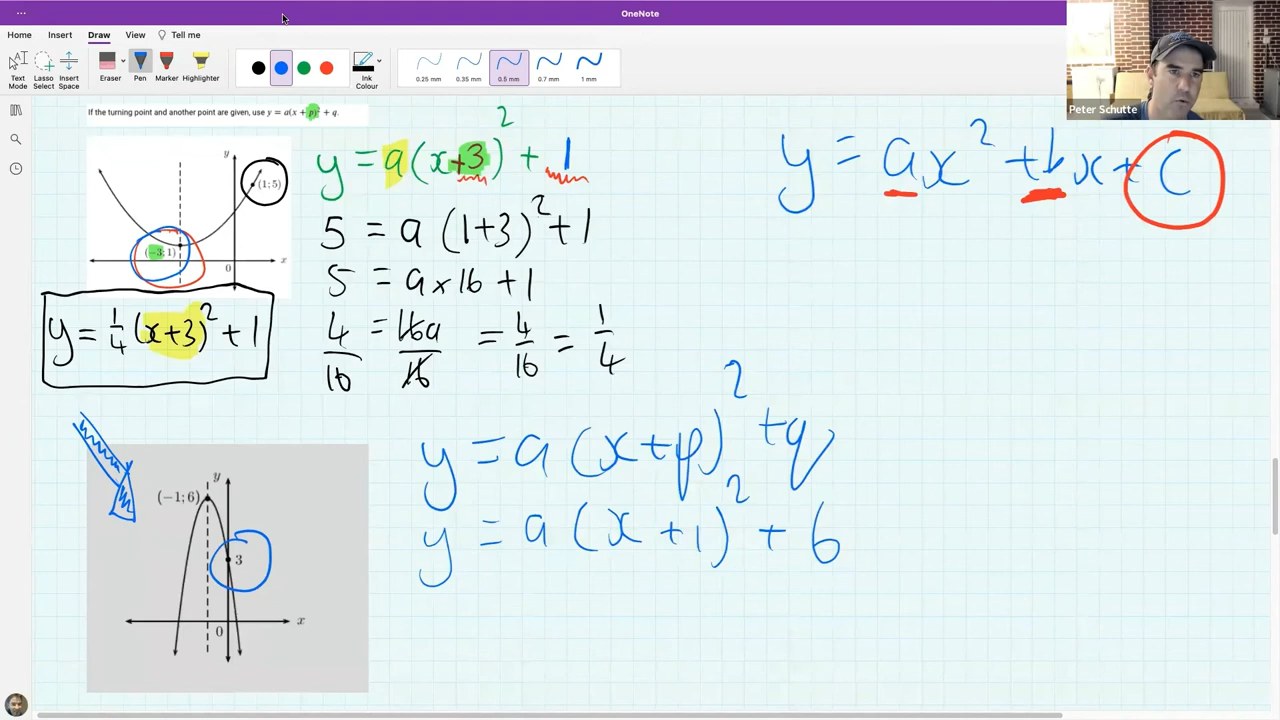 OneNote
Home Insert Draw View Tell me
Text Mode
Lasso Select
Insert Space
Eraser
Pen
Marker
Highlighter
0.25 mm
0.35 mm
0.5 mm
0.7 mm
1 mm
Ink Colour
Peter Schutte
If the turning point and another point are given, use y = a(x + p)² + q.
y
(1; 5)
(−3; 1)
0
x
y = a(x+3)² + 1
5 = a(1+3)² + 1
5 = a×16 + 1
4/16 = 16a/16 = 4/16 = 1/4
y = 1/4 (x+3)² + 1
y = ax² + bx + c
y
(−1; 6)
3
0
x
y = a(x+p)² + q
y = a(x+1)² + 6